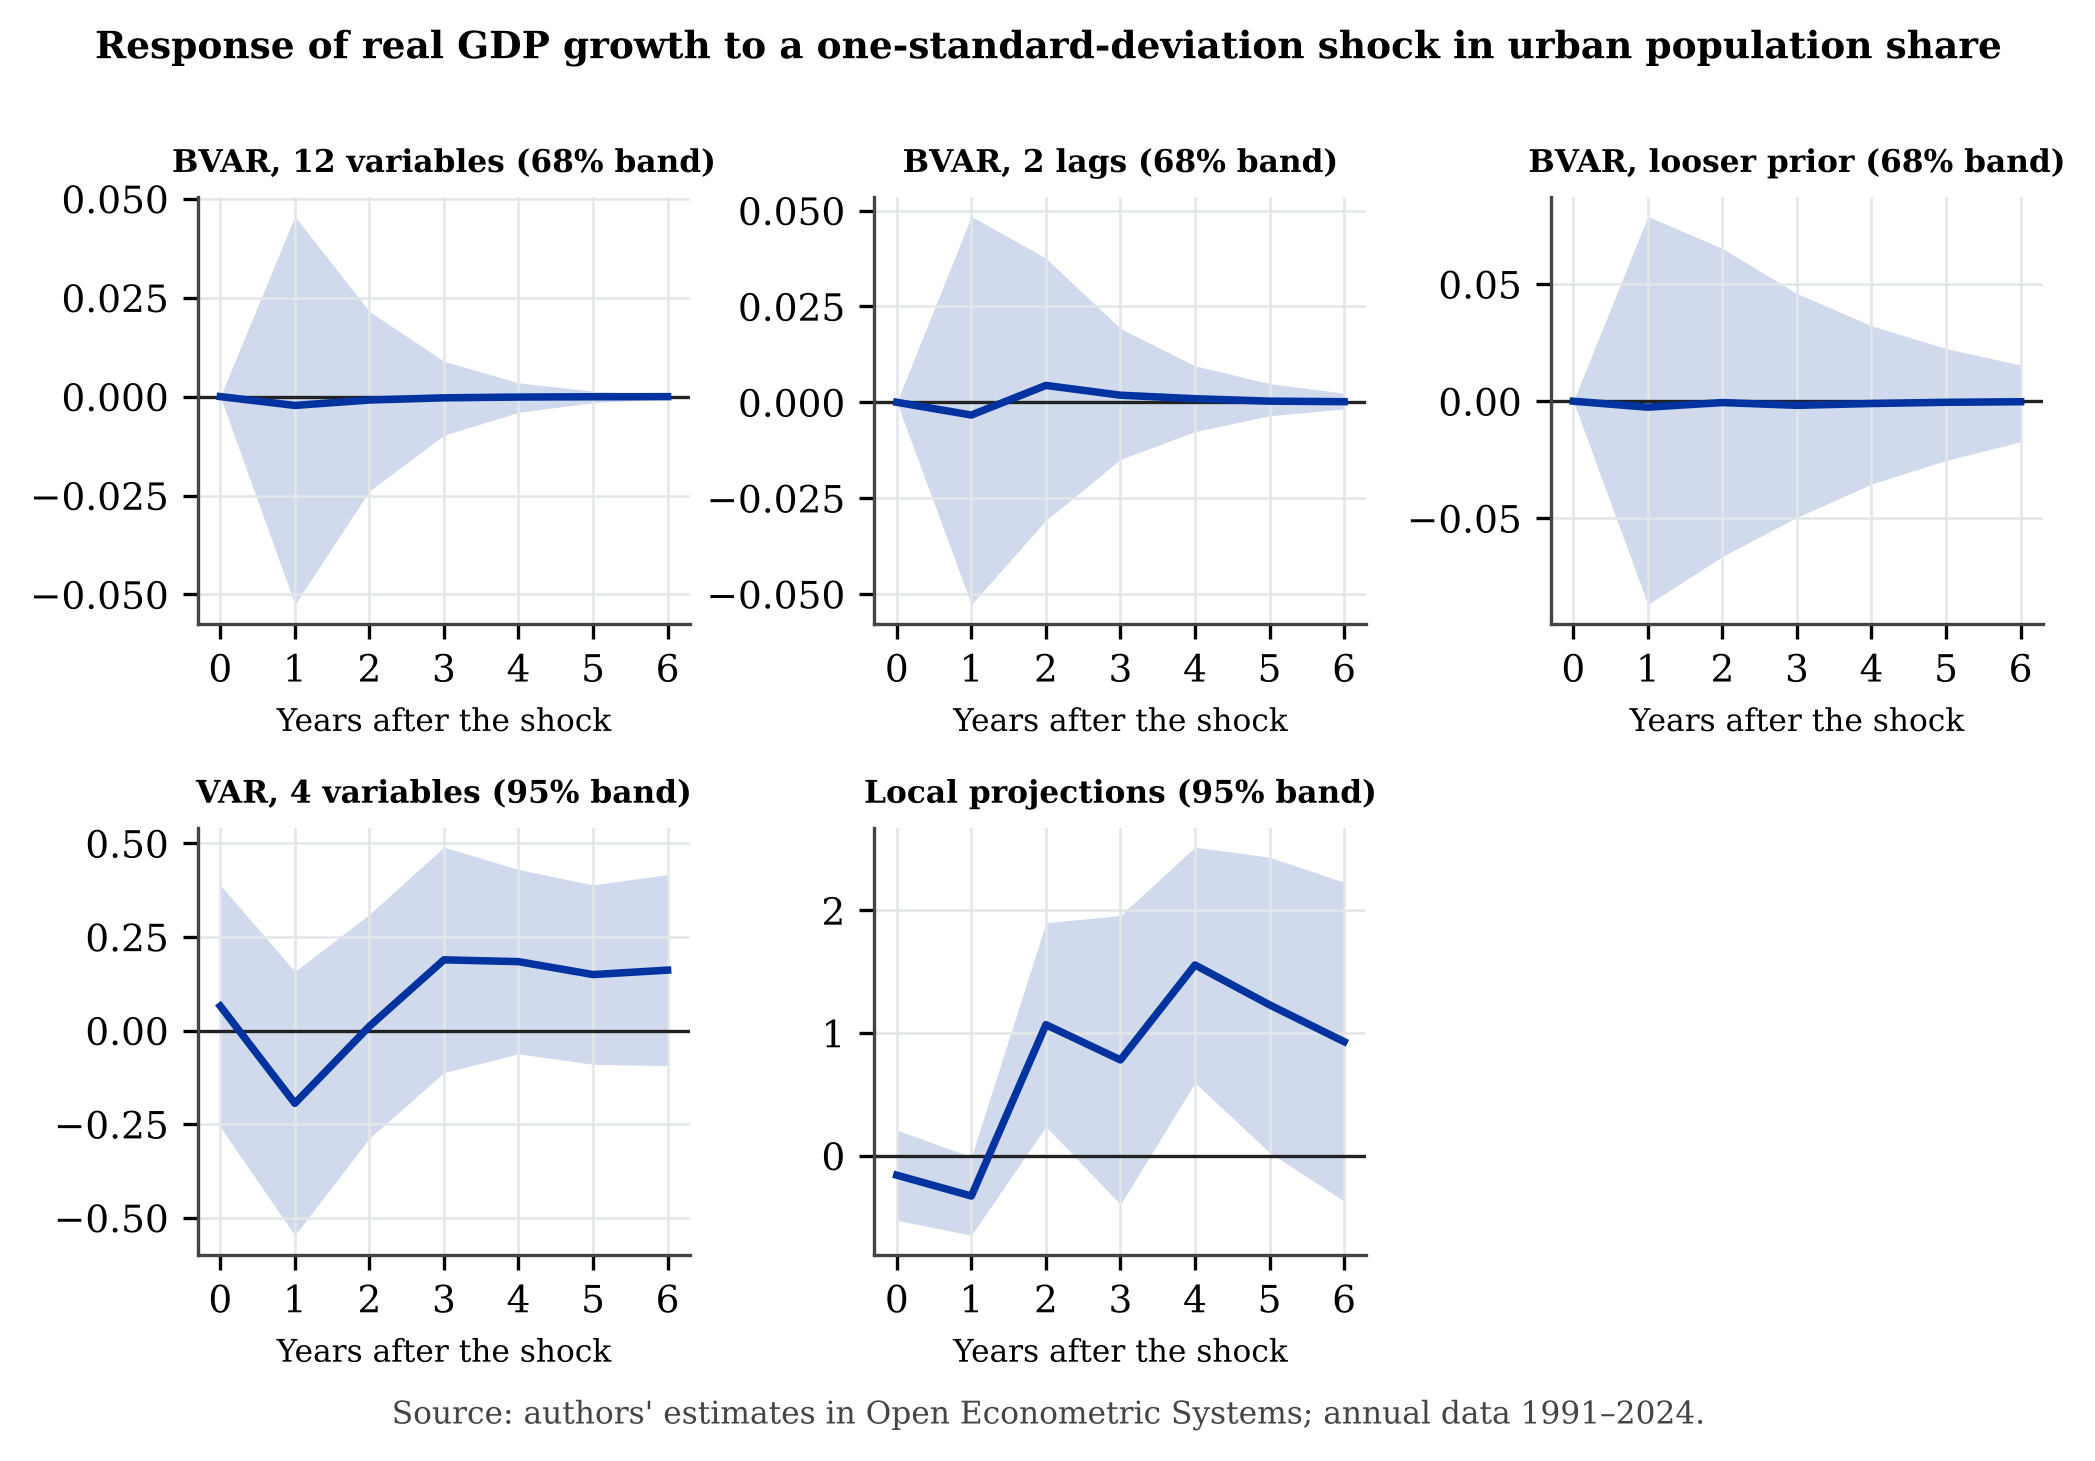 Response of real GDP growth to a one-standard-deviation shock in urban population share
BVAR, 12 variables (68% band)
0.050
0.025
0.000
−0.025
−0.050
0 1 2 3 4 5 6
Years after the shock
BVAR, 2 lags (68% band)
0.050
0.025
0.000
−0.025
−0.050
0 1 2 3 4 5 6
Years after the shock
BVAR, looser prior (68% band)
0.05
0.00
−0.05
0 1 2 3 4 5 6
Years after the shock
VAR, 4 variables (95% band)
0.50
0.25
0.00
−0.25
−0.50
0 1 2 3 4 5 6
Years after the shock
Local projections (95% band)
2
1
0
0 1 2 3 4 5 6
Years after the shock
Source: authors' estimates in Open Econometric Systems; annual data 1991–2024.